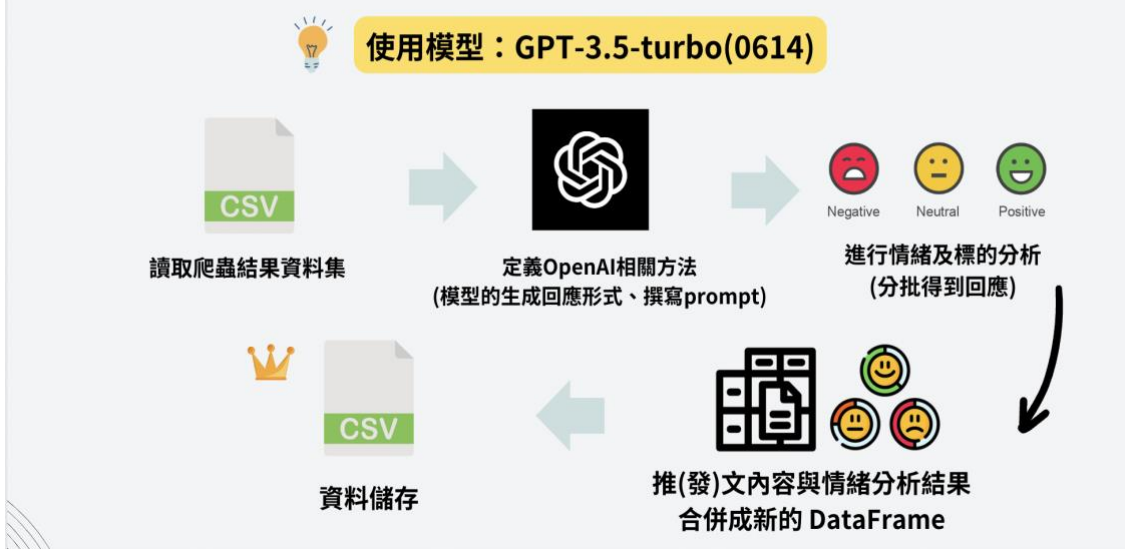 使用模型：GPT-3.5-turbo(0614)
CSV
讀取爬蟲結果資料集
定義OpenAI相關方法
(模型的生成回應形式、撰寫prompt)
Negative
Neutral
Positive
進行情緒及標的分析
(分批得到回應)
推(發)文內容與情緒分析結果
合併成新的 DataFrame
CSV
資料儲存